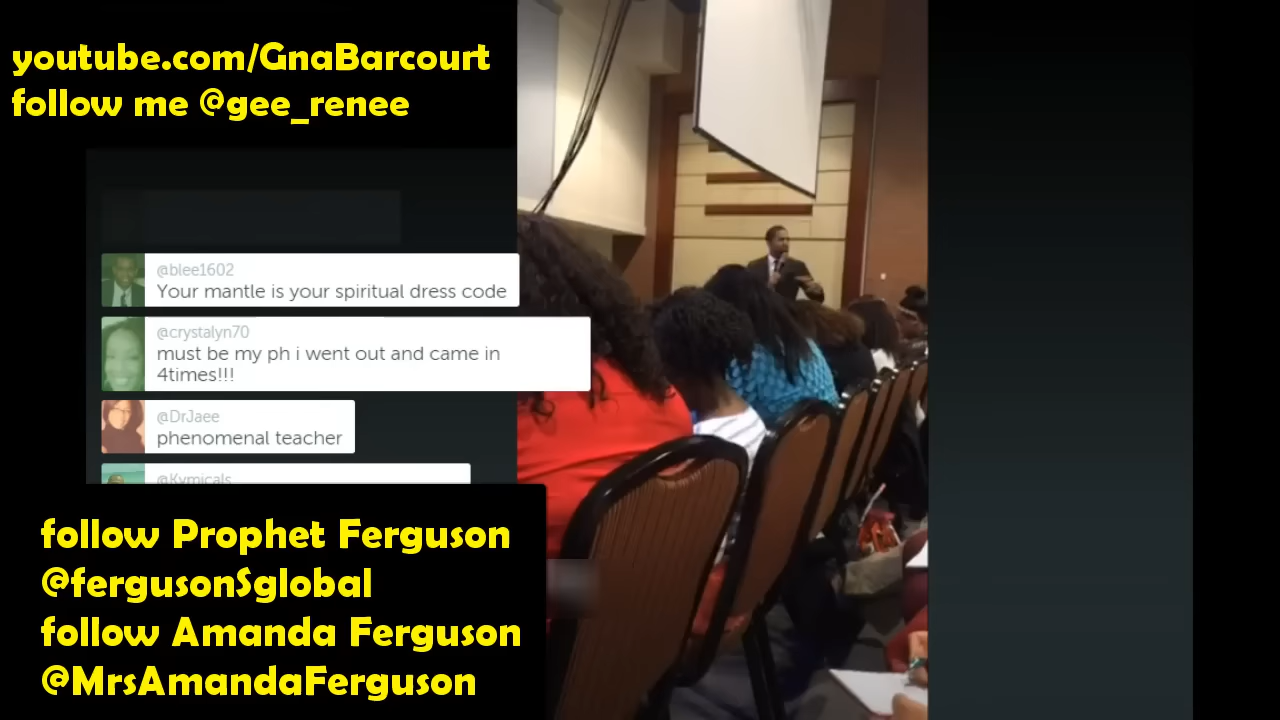 youtube.com/GnaBarcourt
follow me @gee_renee
@blee1602
Your mantle is your spiritual dress code
@crystalyn70
must be my ph i went out and came in
4times!!!
@DrJaee
phenomenal teacher
@Kymicals
follow Prophet Ferguson
@fergusonSglobal
follow Amanda Ferguson
@MrsAmandaFerguson